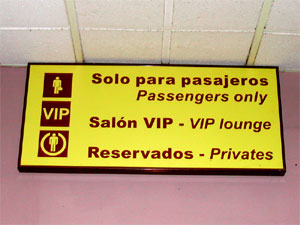 Solo para pasajeros
Passengers only
VIP Salón VIP - VIP lounge
Reservados - Privates